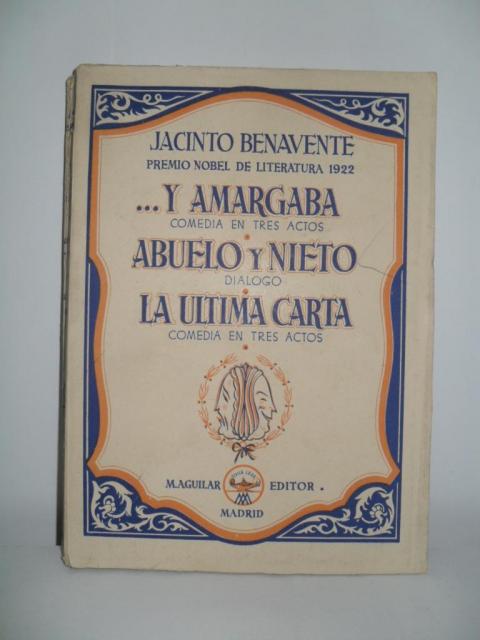 JACINTO BENAVENTE
PREMIO NOBEL DE LITERATURA 1922
...Y AMARGABA
COMEDIA EN TRES ACTOS
ABUELO Y NIETO
DIALOGO
LA ULTIMA CARTA
COMEDIA EN TRES ACTOS
M. AGUILAR EDITOR.
MADRID